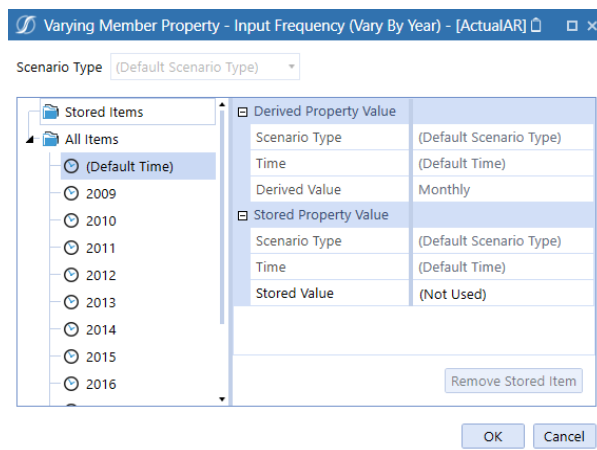 Varying Member Property - Input Frequency (Vary By Year) - [ActualAR]
Scenario Type (Default Scenario Type)
Stored Items
All Items
(Default Time)
2009
2010
2011
2012
2013
2014
2015
2016
Derived Property Value
Scenario Type (Default Scenario Type)
Time (Default Time)
Derived Value Monthly
Stored Property Value
Scenario Type (Default Scenario Type)
Time (Default Time)
Stored Value (Not Used)
Remove Stored Item
OK Cancel